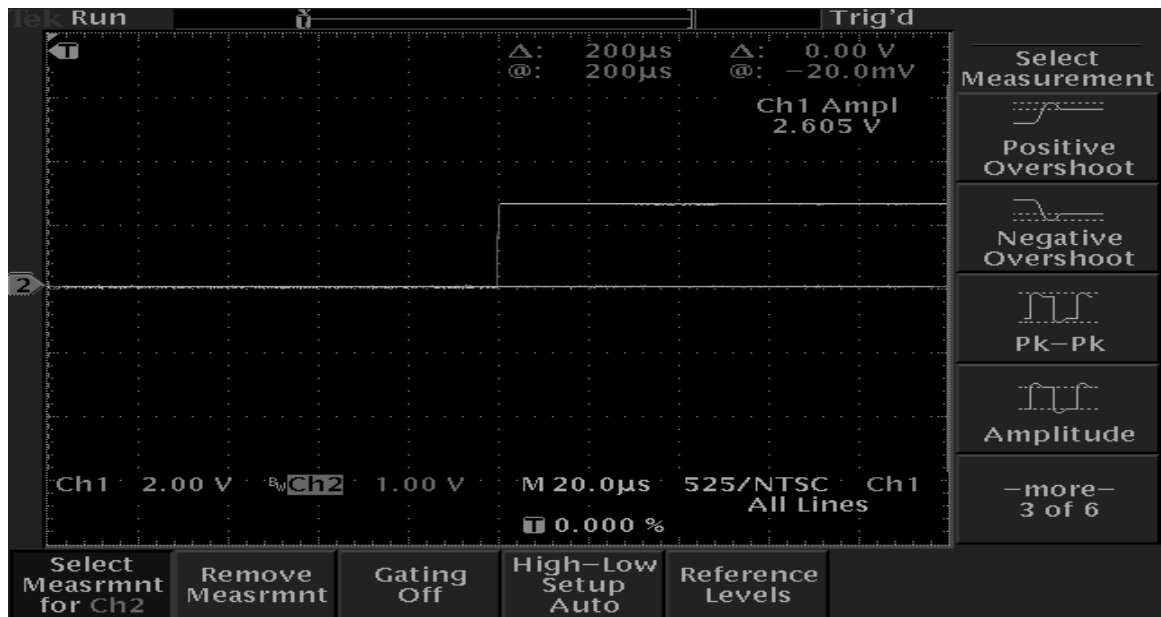 Tek Run
Trig'd
T
Δ: 200µs Δ: 0.00 V
@: 200µs @: −20.0mV
Ch1 Ampl
2.605 V
2
Ch1 2.00 V BWCh2 1.00 V M 20.0µs 525/NTSC Ch1
All Lines
T 0.000 %
Select
Measurement
Positive
Overshoot
Negative
Overshoot
Pk−Pk
Amplitude
−more−
3 of 6
Select
Measrmnt
for Ch2
Remove
Measrmnt
Gating
Off
High−Low
Setup
Auto
Reference
Levels